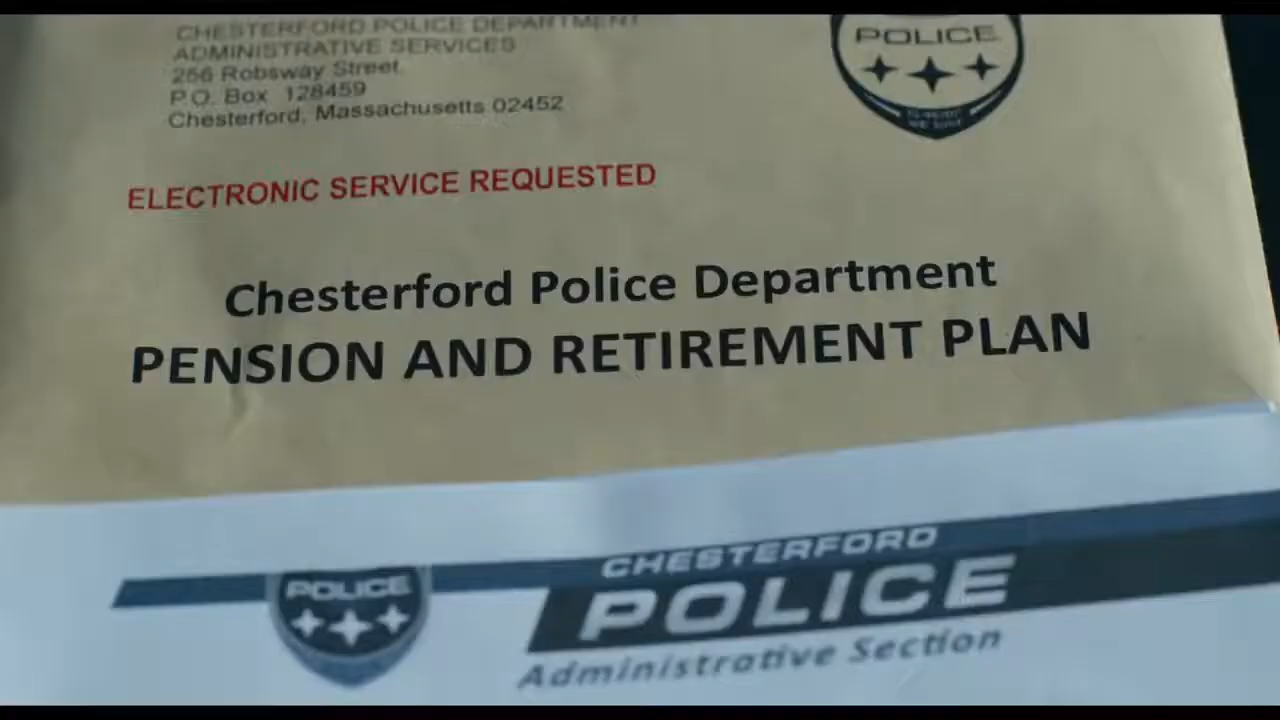 CHESTERFORD POLICE DEPARTMENT
ADMINISTRATIVE SERVICES
256 Robsway Street
P.O. Box 128459
Chesterford, Massachusetts 02452
POLICE
ELECTRONIC SERVICE REQUESTED
Chesterford Police Department
PENSION AND RETIREMENT PLAN
POLICE
CHESTERFORD
POLICE
Administrative Section